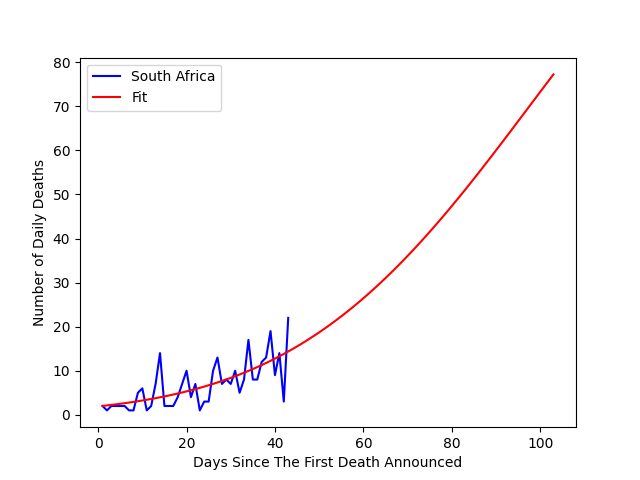 South Africa
Fit
80
70
60
50
40
30
20
10
0
Number of Daily Deaths
0 20 40 60 80 100
Days Since The First Death Announced